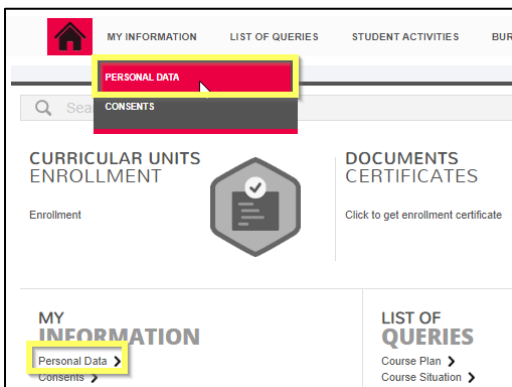 MY INFORMATION LIST OF QUERIES STUDENT ACTIVITIES
PERSONAL DATA
CONSENTS
CURRICULAR UNITS
ENROLLMENT
Enrollment
DOCUMENTS
CERTIFICATES
Click to get enrollment certificate
MY
INFORMATION
Personal Data
Consents
LIST OF
QUERIES
Course Plan
Course Situation